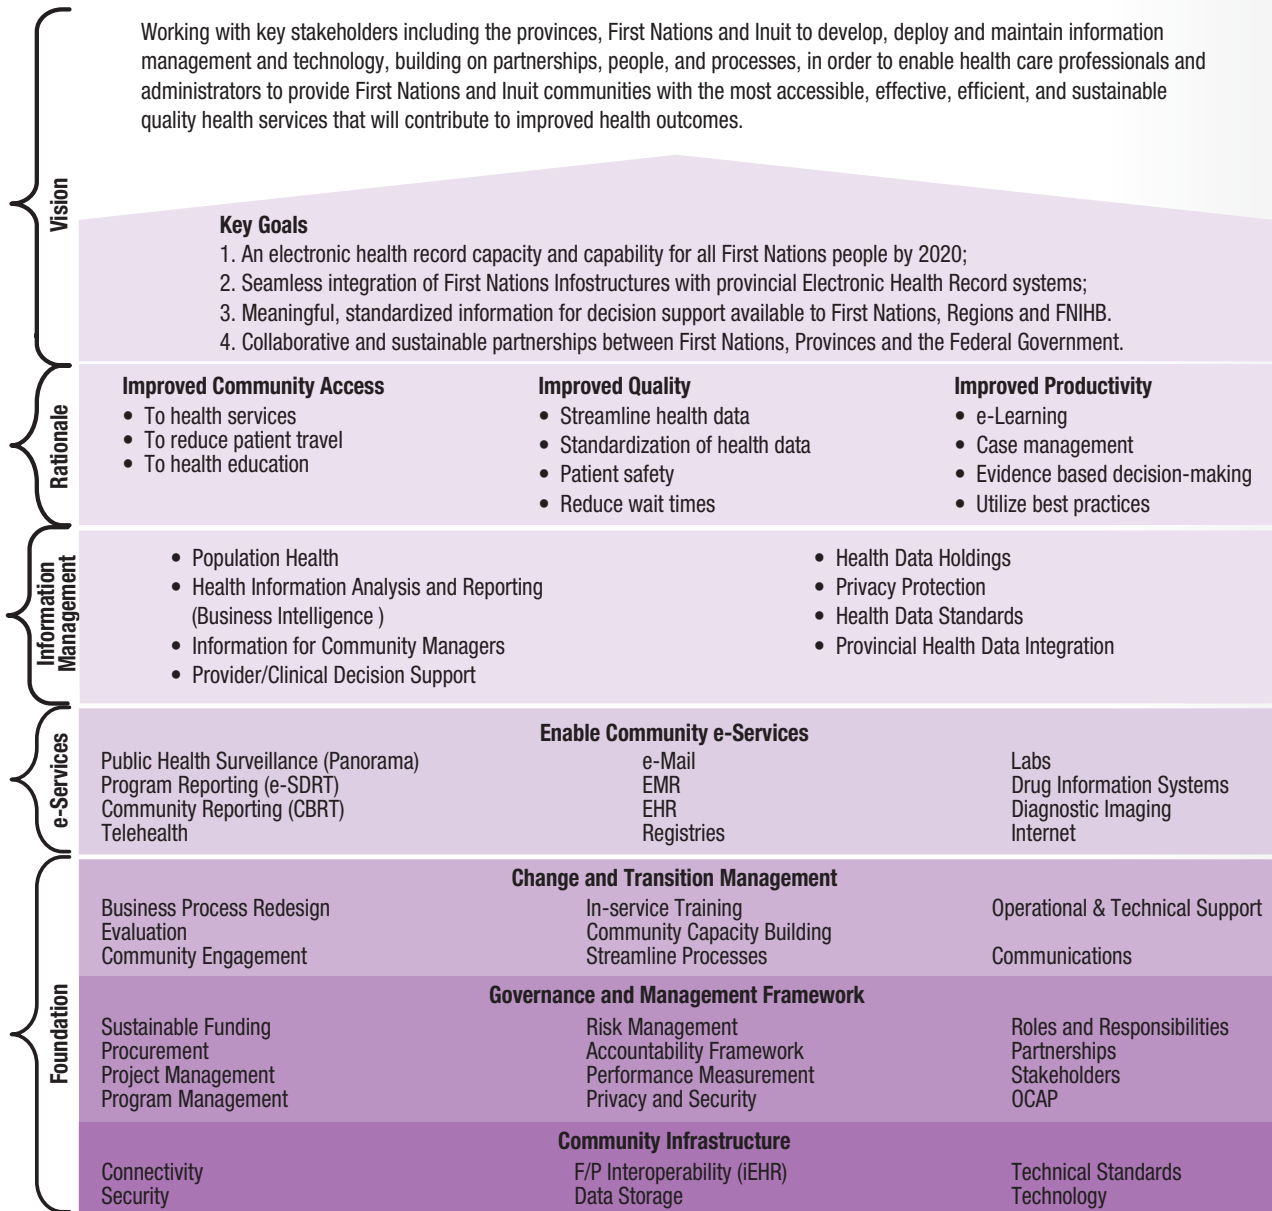 Working with key stakeholders including the provinces, First Nations and Inuit to develop, deploy and maintain information
management and technology, building on partnerships, people, and processes, in order to enable health care professionals and
administrators to provide First Nations and Inuit communities with the most accessible, effective, efficient, and sustainable
quality health services that will contribute to improved health outcomes.
Vision
Key Goals
1. An electronic health record capacity and capability for all First Nations people by 2020;
2. Seamless integration of First Nations Infostructures with provincial Electronic Health Record systems;
3. Meaningful, standardized information for decision support available to First Nations, Regions and FNIHB.
4. Collaborative and sustainable partnerships between First Nations, Provinces and the Federal Government.
Rationale
Improved Community Access
• To health services
• To reduce patient travel
• To health education
Improved Quality
• Streamline health data
• Standardization of health data
• Patient safety
• Reduce wait times
Improved Productivity
• e-Learning
• Case management
• Evidence based decision-making
• Utilize best practices
Information
Management
• Population Health
• Health Information Analysis and Reporting
(Business Intelligence )
• Information for Community Managers
• Provider/Clinical Decision Support
• Health Data Holdings
• Privacy Protection
• Health Data Standards
• Provincial Health Data Integration
e-Services
Enable Community e-Services
Public Health Surveillance (Panorama)
Program Reporting (e-SDRT)
Community Reporting (CBRT)
Telehealth
e-Mail
EMR
EHR
Registries
Labs
Drug Information Systems
Diagnostic Imaging
Internet
Foundation
Change and Transition Management
Business Process Redesign
Evaluation
Community Engagement
In-service Training
Community Capacity Building
Streamline Processes
Operational & Technical Support
Communications
Governance and Management Framework
Sustainable Funding
Procurement
Project Management
Program Management
Risk Management
Accountability Framework
Performance Measurement
Privacy and Security
Roles and Responsibilities
Partnerships
Stakeholders
OCAP
Community Infrastructure
Connectivity
Security
F/P Interoperability (iEHR)
Data Storage
Technical Standards
Technology